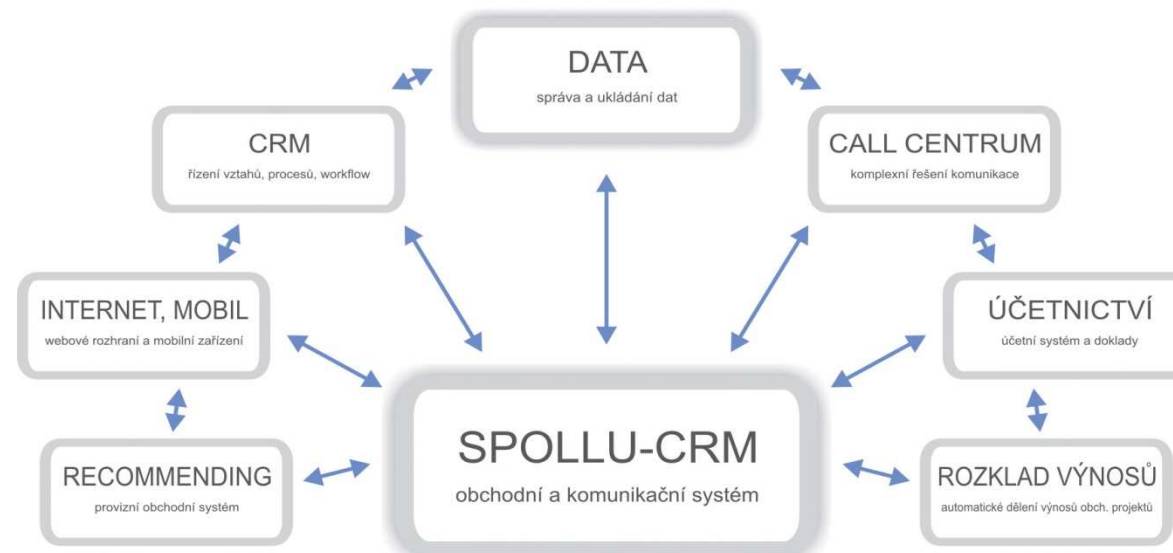 DATA
správa a ukládání dat
CRM
řízení vztahů, procesů, workflow
CALL CENTRUM
komplexní řešení komunikace
INTERNET, MOBIL
webové rozhraní a mobilní zařízení
ÚČETNICTVÍ
účetní systém a doklady
SPOLLU-CRM
obchodní a komunikační systém
RECOMMENDING
provizní obchodní systém
ROZKLAD VÝNOSŮ
automatické dělení výnosů obch. projektů